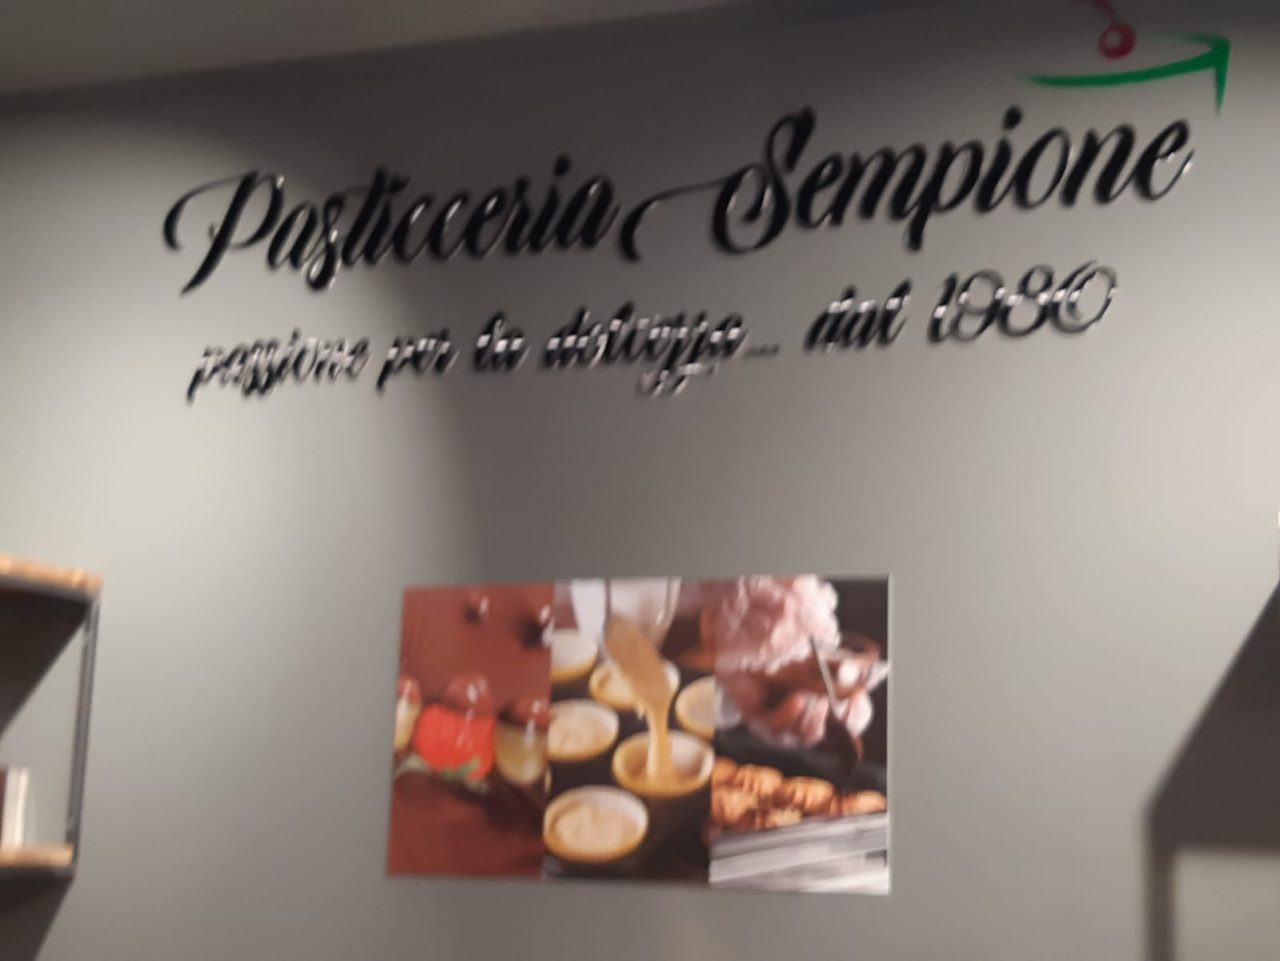 Pasticceria Sempione
passione per la dolcezza... dal 1980